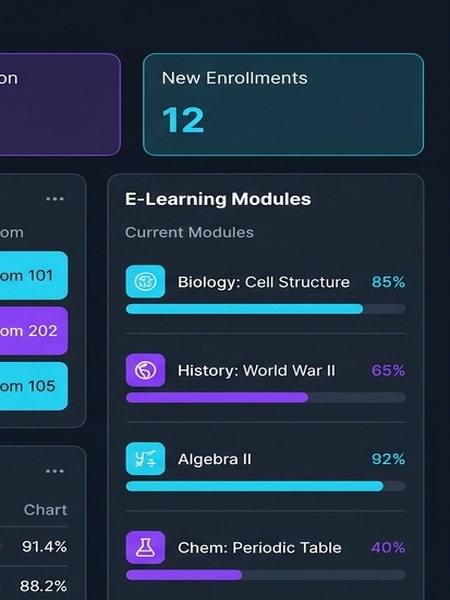 on
New Enrollments
12
E-Learning Modules
Current Modules
Biology: Cell Structure 85%
History: World War II 65%
Algebra II 92%
Chem: Periodic Table 40%
om
om 101
om 202
om 105
Chart
91.4%
88.2%